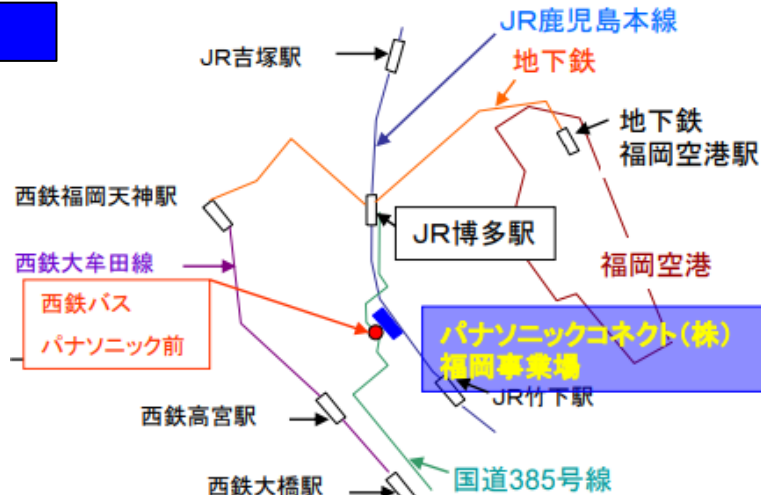 JR鹿児島本線
JR吉塚駅
地下鉄
地下鉄
福岡空港駅
西鉄福岡天神駅
JR博多駅
西鉄大牟田線
福岡空港
西鉄バス
パナソニック前
パナソニックコネクト(株)
福岡事業場
JR竹下駅
西鉄高宮駅
国道385号線
西鉄大橋駅